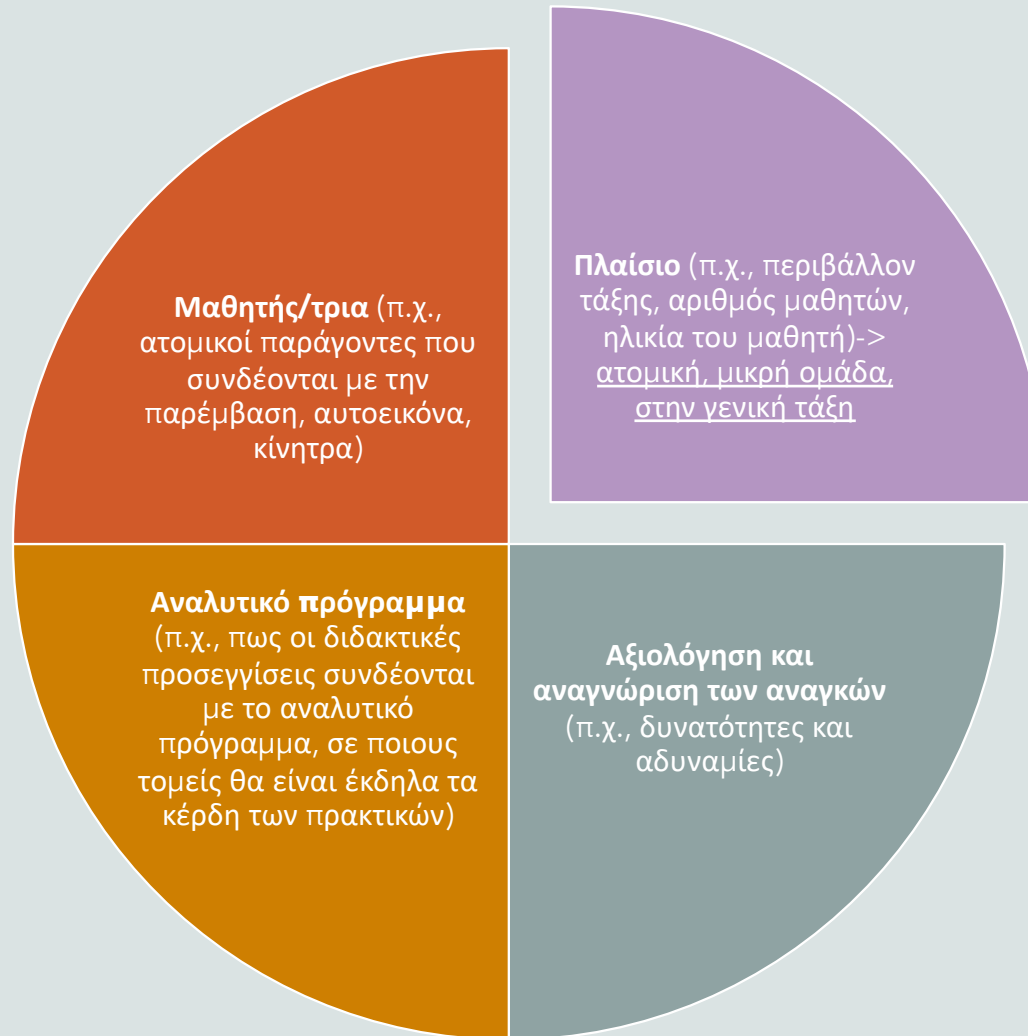 Μαθητής/τρια (π.χ.,
ατομικοί παράγοντες που
συνδέονται με την
παρέμβαση, αυτοεικόνα,
κίνητρα)
Πλαίσιο (π.χ., περιβάλλον
τάξης, αριθμός μαθητών,
ηλικία του μαθητή)->
ατομική, μικρή ομάδα,
στην γενική τάξη
Αναλυτικό πρόγραμμα
(π.χ., πως οι διδακτικές
προσεγγίσεις συνδέονται
με το αναλυτικό
πρόγραμμα, σε ποιους
τομείς θα είναι έκδηλα τα
κέρδη των πρακτικών)
Αξιολόγηση και
αναγνώριση των αναγκών
(π.χ., δυνατότητες και
αδυναμίες)